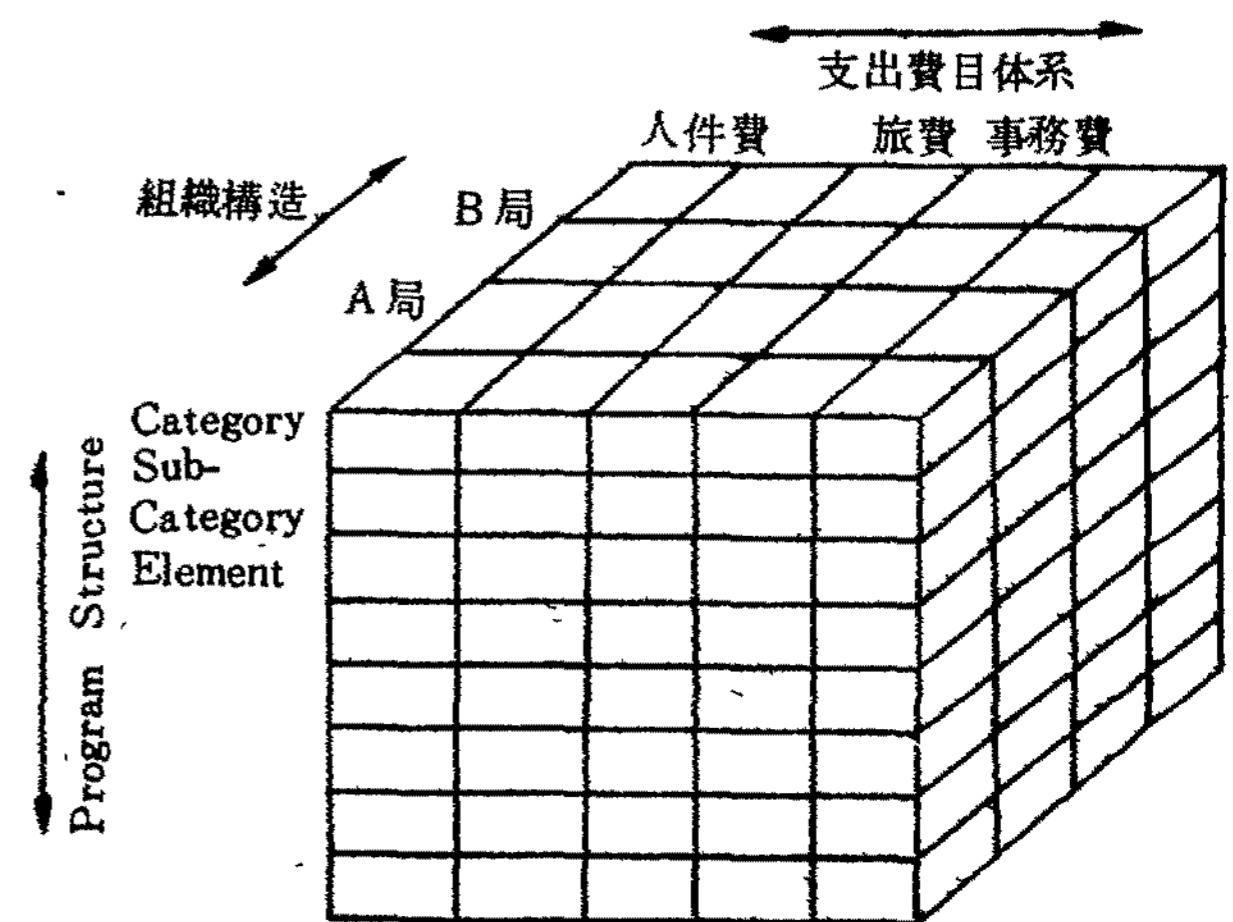 支出費目体系
人件費 旅費 事務費
組織構造
B局
A局
Category
Sub-
Category
Element
Program Structure